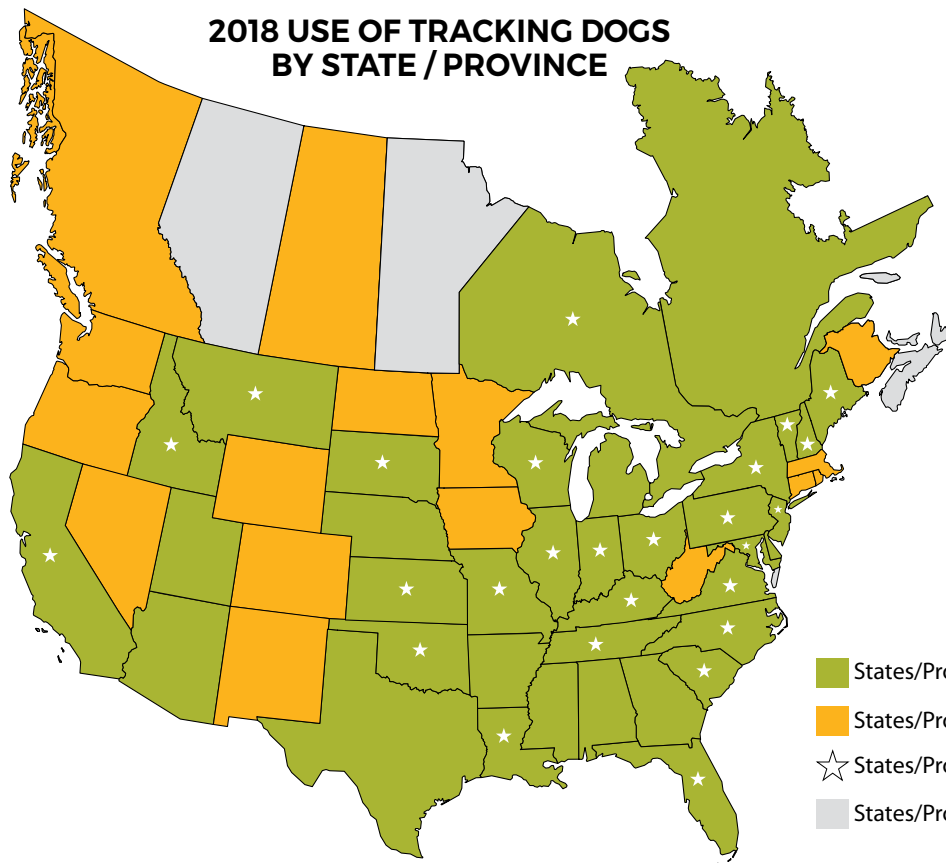 2018 USE OF TRACKING DOGS
BY STATE / PROVINCE
States/Pro
States/Pro
States/Pro
States/Pro